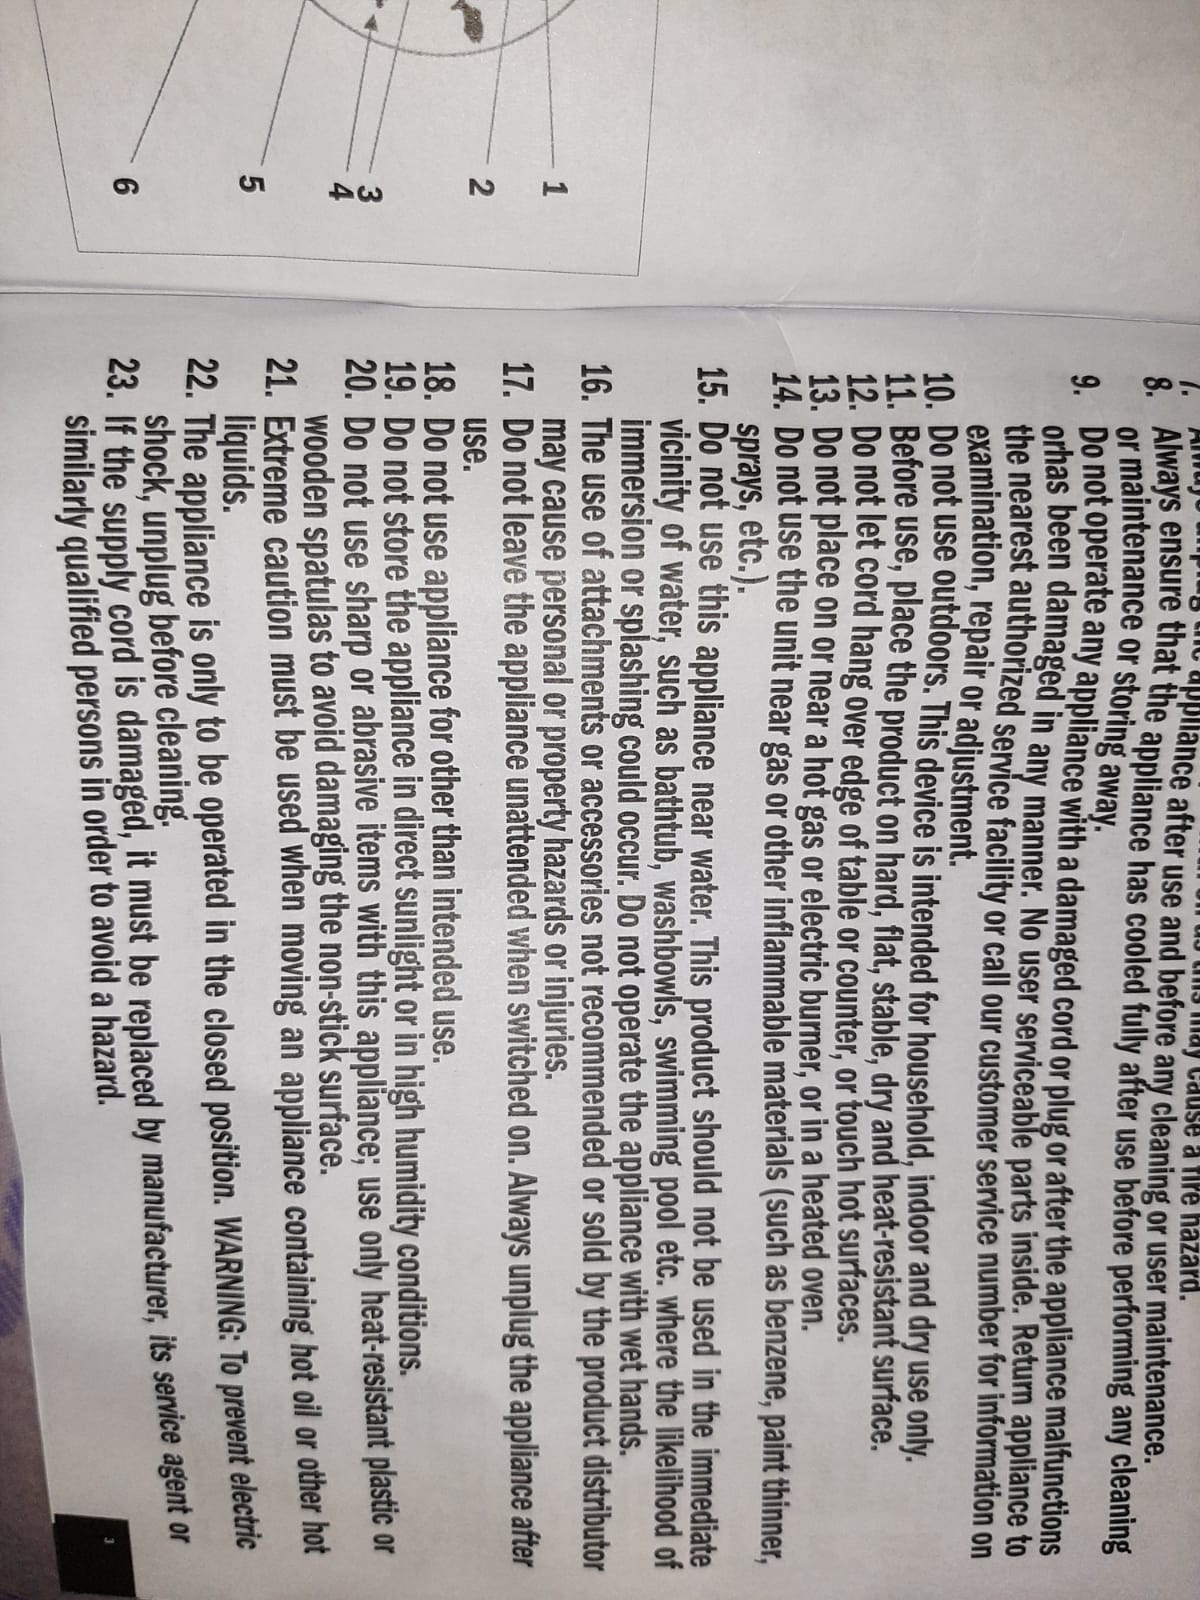 7. Always unplug the appliance after use and before any cleaning or user maintenance.
this may cause a fire hazard.
8. Always ensure that the appliance has cooled fully after use before performing any cleaning
or maintenance or storing away.
9. Do not operate any appliance with a damaged cord or plug or after the appliance malfunctions
orhas been damaged in any manner. No user serviceable parts inside. Return appliance to
the nearest authorized service facility or call our customer service number for information on
examination, repair or adjustment.
10. Do not use outdoors. This device is intended for household, indoor and dry use only.
11. Before use, place the product on hard, flat, stable, dry and heat-resistant surface.
12. Do not let cord hang over edge of table or counter, or touch hot surfaces.
13. Do not place on or near a hot gas or electric burner, or in a heated oven.
14. Do not use the unit near gas or other inflammable materials (such as benzene, paint thinner,
sprays, etc.).
15. Do not use this appliance near water. This product should not be used in the immediate
vicinity of water, such as bathtub, washbowls, swimming pool etc. where the likelihood of
immersion or splashing could occur. Do not operate the appliance with wet hands.
16. The use of attachments or accessories not recommended or sold by the product distributor
may cause personal or property hazards or injuries.
17. Do not leave the appliance unattended when switched on. Always unplug the appliance after
use.
18. Do not use appliance for other than intended use.
19. Do not store the appliance in direct sunlight or in high humidity conditions.
20. Do not use sharp or abrasive items with this appliance; use only heat-resistant plastic or
wooden spatulas to avoid damaging the non-stick surface.
21. Extreme caution must be used when moving an appliance containing hot oil or other hot
liquids.
22. The appliance is only to be operated in the closed position. WARNING: To prevent electric
shock, unplug before cleaning.
23. If the supply cord is damaged, it must be replaced by manufacturer, its service agent or
similarly qualified persons in order to avoid a hazard.
3
1
2
3
4
5
6